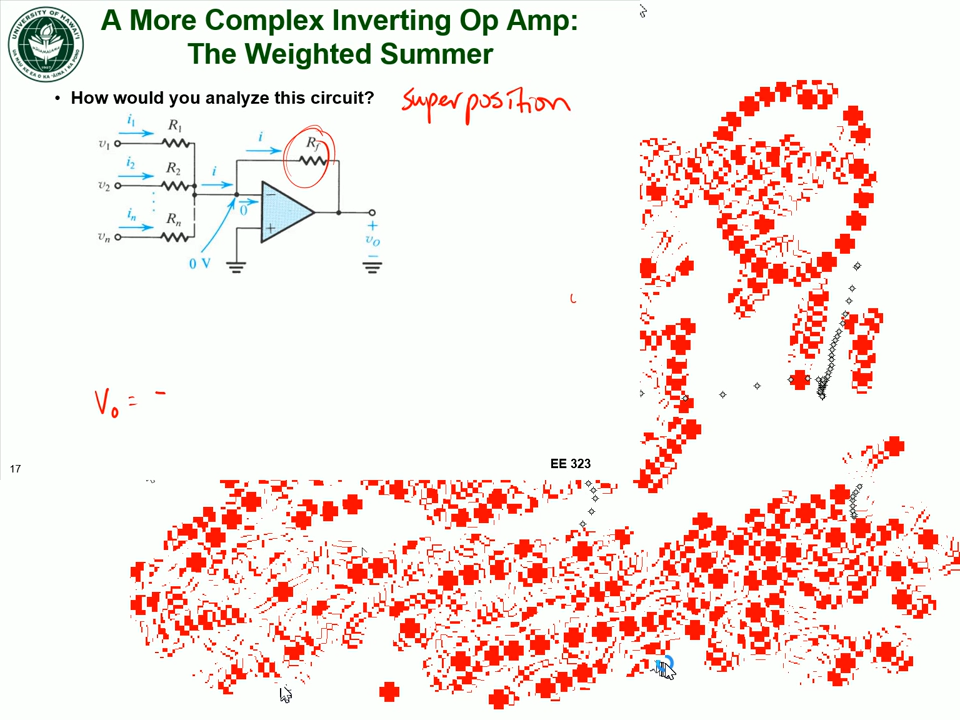 A More Complex Inverting Op Amp:
The Weighted Summer
• How would you analyze this circuit? superposition
i1 R1
v1
i2 R2
v2
in Rn
vn
i
i Rf
0
−
+
0 V
+
vO
−
V0 = -
17
EE 323